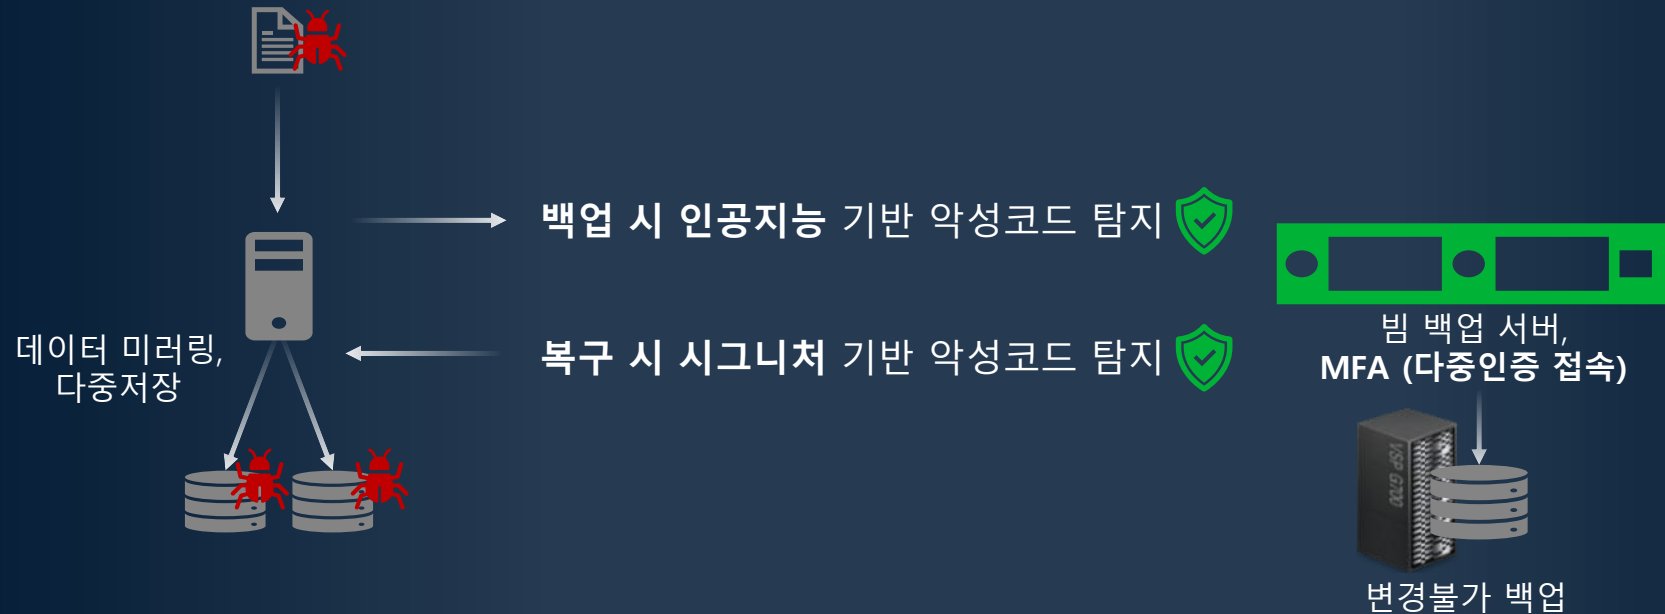 백업 시 인공지능 기반 악성코드 탐지
데이터 미러링,
다중저장
복구 시 시그니처 기반 악성코드 탐지
빔 백업 서버,
MFA (다중인증 접속)
VSP G700
변경불가 백업